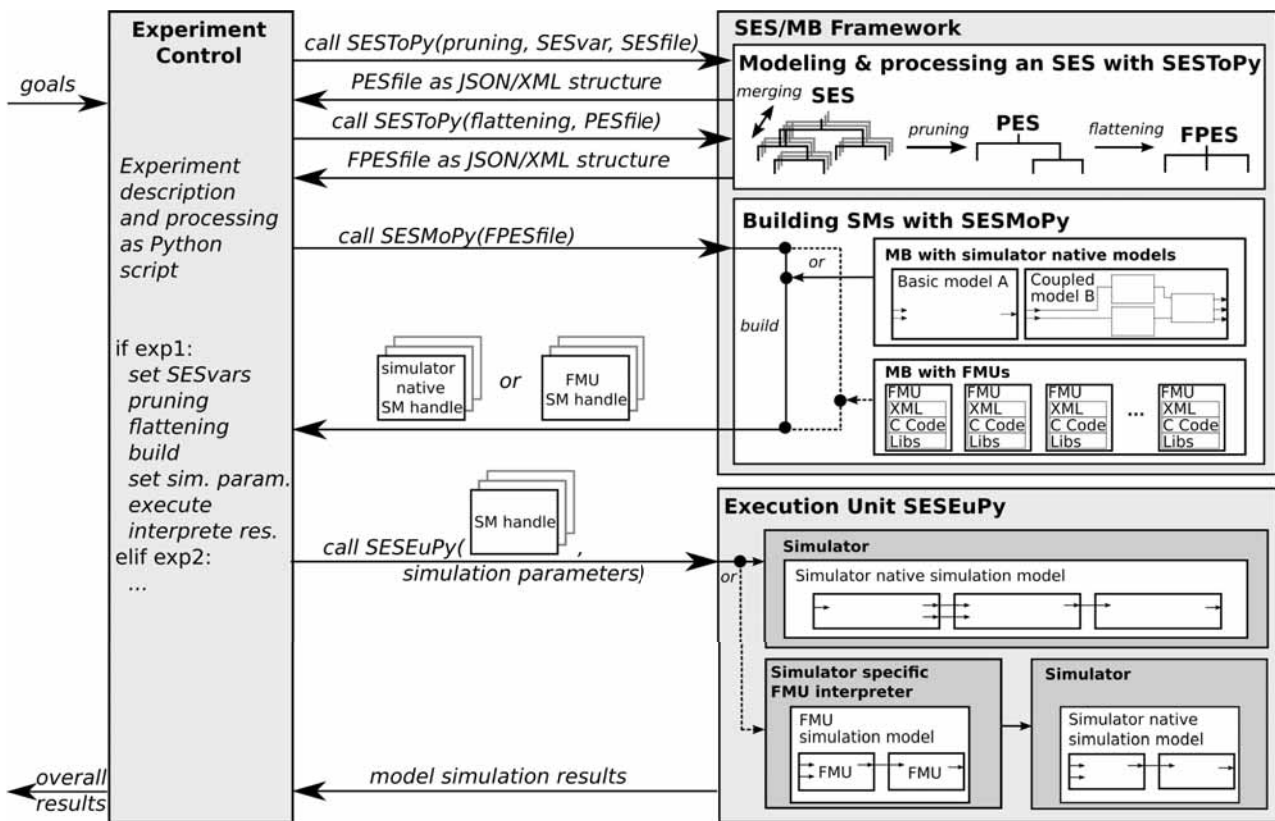 Experiment
Control
goals
Experiment
description
and processing
as Python
script
if exp1:
set SESvars
pruning
flattening
build
set sim. param.
execute
interprete res.
elif exp2:
...
overall
results
call SESToPy(pruning, SESvar, SESfile)
PESfile as JSON/XML structure
call SESToPy(flattening, PESfile)
FPESfile as JSON/XML structure
call SESMoPy(FPESfile)
simulator
native
SM handle
or
FMU
SM handle
SM handle
call SESEuPy( ,
simulation parameters)
model simulation results
SES/MB Framework
Modeling & processing an SES with SESToPy
merging
SES
pruning
PES
flattening
FPES
Building SMs with SESMoPy
or
build
MB with simulator native models
Basic model A
Coupled
model B
MB with FMUs
FMU
XML
C Code
Libs
FMU
XML
C Code
Libs
FMU
XML
C Code
Libs
...
FMU
XML
C Code
Libs
Execution Unit SESEuPy
or
Simulator
Simulator native simulation model
Simulator specific
FMU interpreter
FMU
simulation model
FMU
FMU
Simulator
Simulator native
simulation model